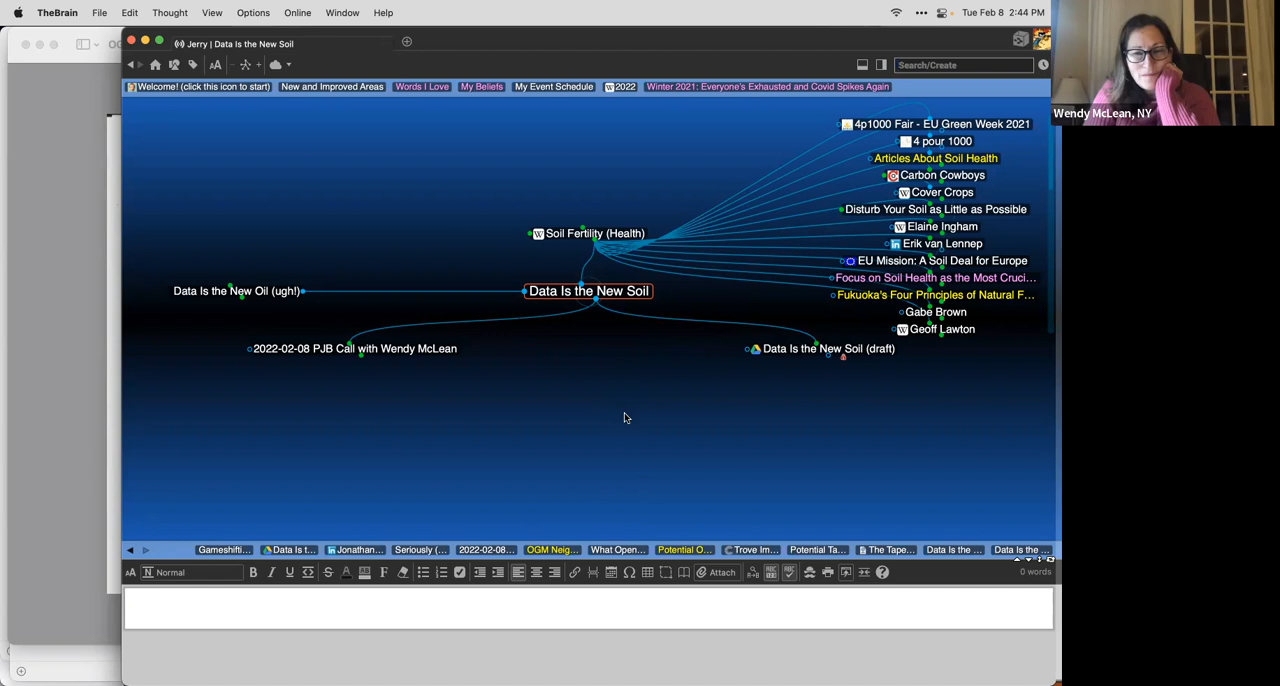 TheBrain File Edit Thought View Options Online Window Help Tue Feb 8 2:44 PM
Jerry | Data Is the New Soil
AA Search/Create
Welcome! (click this icon to start) New and Improved Areas Words I Love My Beliefs My Event Schedule W 2022 Winter 2021: Everyone's Exhausted and Covid Spikes Again
Wendy McLean, NY
4p1000 Fair - EU Green Week 2021
4 pour 1000
Articles About Soil Health
Carbon Cowboys
W Cover Crops
Disturb Your Soil as Little as Possible
W Elaine Ingham
in Erik van Lennep
EU Mission: A Soil Deal for Europe
Focus on Soil Health as the Most Cruci...
Fukuoka's Four Principles of Natural F...
Gabe Brown
W Geoff Lawton
W Soil Fertility (Health)
Data Is the New Oil (ugh!)
Data Is the New Soil
2022-02-08 PJB Call with Wendy McLean
Data Is the New Soil (draft)
Gameshifti... Data Is t... in Jonathan... Seriously (... 2022-02-08... OGM Neig... What Open... Potential O... Trove Im... Potential Ta... The Tape... Data Is the ... Data Is the ...
AA N Normal B I U S A F Attach 0 words